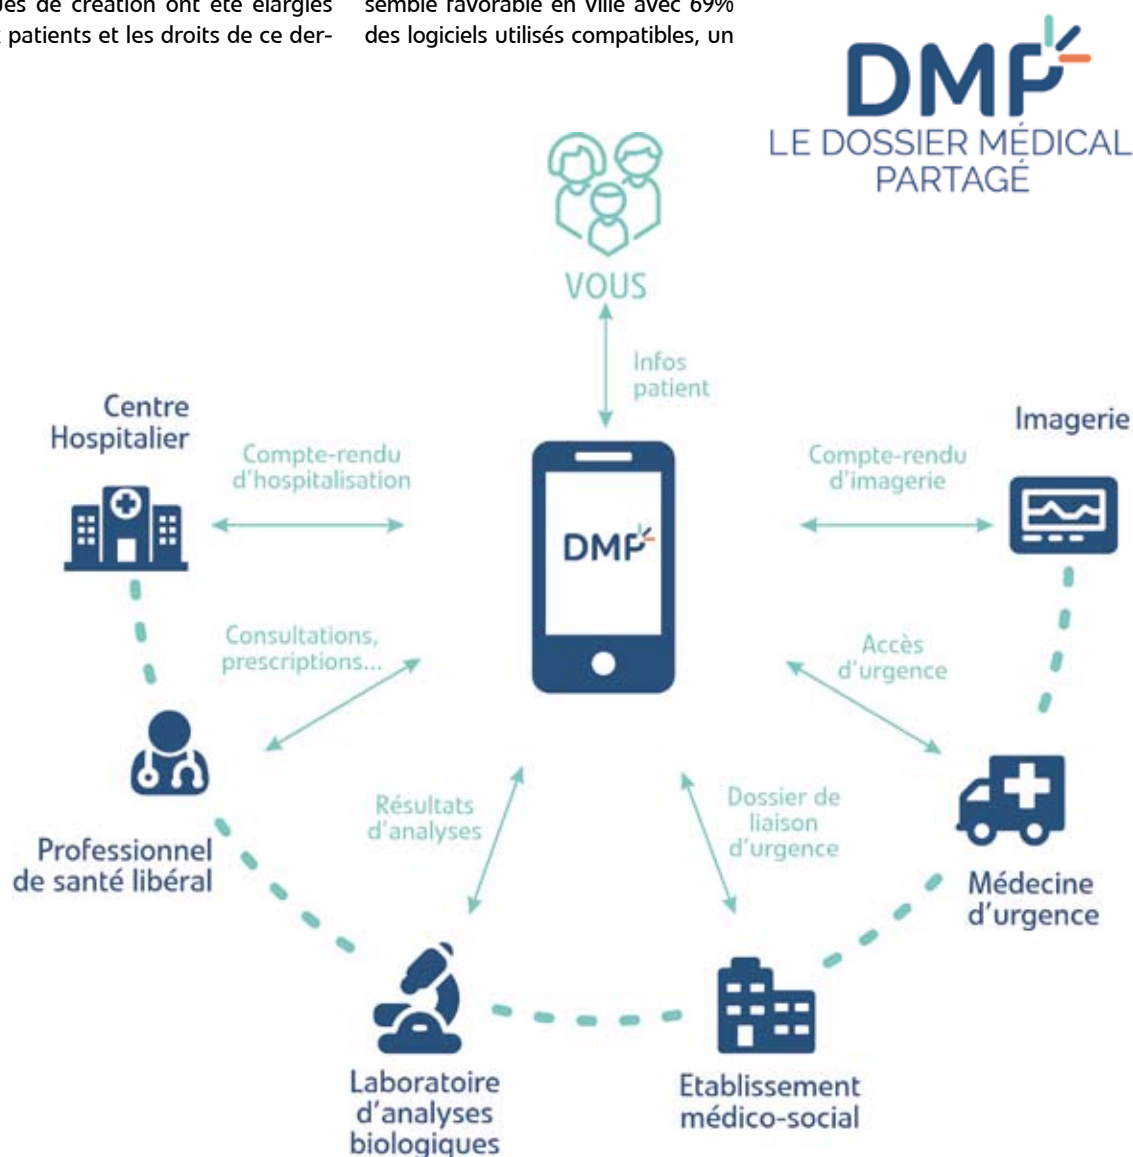 ues de création ont été élargies
patients et les droits de ce der-
semble favorable en ville avec 69%
des logiciels utilisés compatibles, un
DMP
LE DOSSIER MÉDICAL
PARTAGÉ
VOUS
Infos
patient
Centre
Hospitalier
Compte-rendu
d'hospitalisation
Compte-rendu
d'imagerie
Imagerie
DMP
Consultations,
prescriptions...
Accès
d'urgence
Professionnel
de santé libéral
Résultats
d'analyses
Dossier de
liaison
d'urgence
Médecine
d'urgence
Laboratoire
d'analyses
biologiques
Etablissement
médico-social